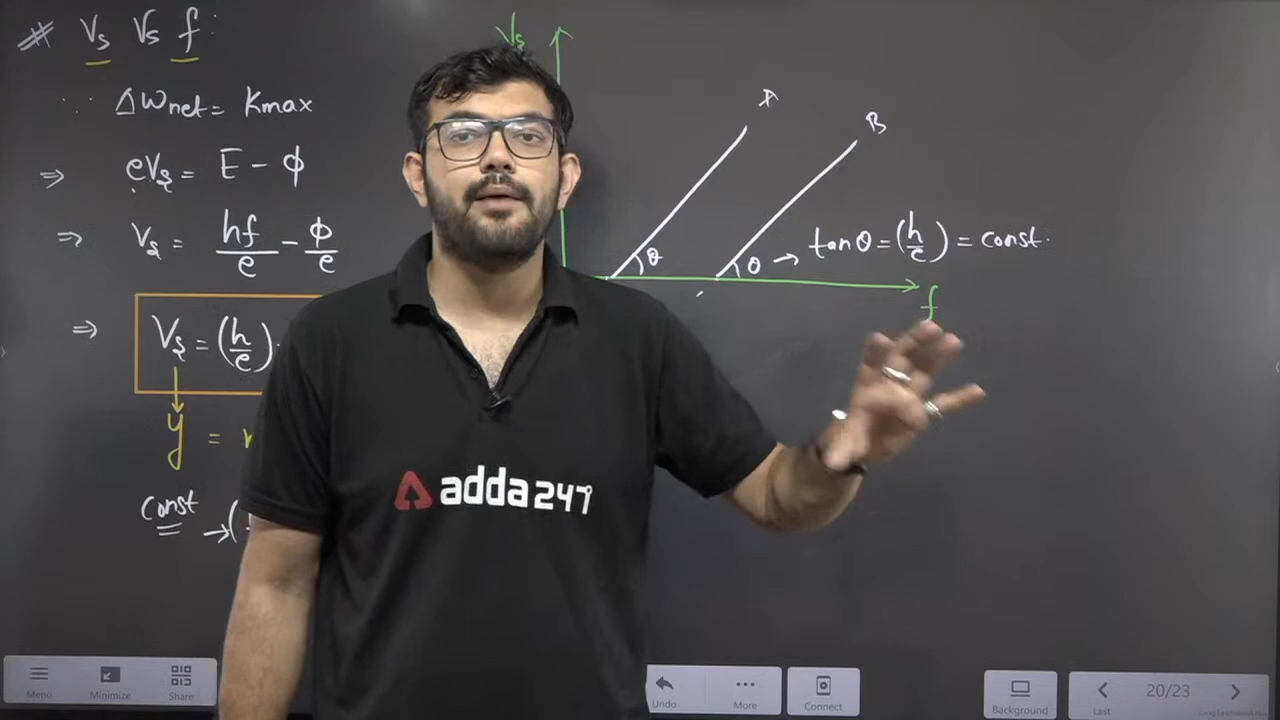 # Vs Vs f:
∵ ΔWnet = Kmax
⇒ eVs = E - φ
⇒ Vs = hf/e - φ/e
⇒ Vs = (h/e).
y =
const → (
Vs
A
B
θ
θ → tanθ = (h/e) = const.
f
adda247
Menu
Minimize
Share
Undo
More
Connect
Background
Last
20/23